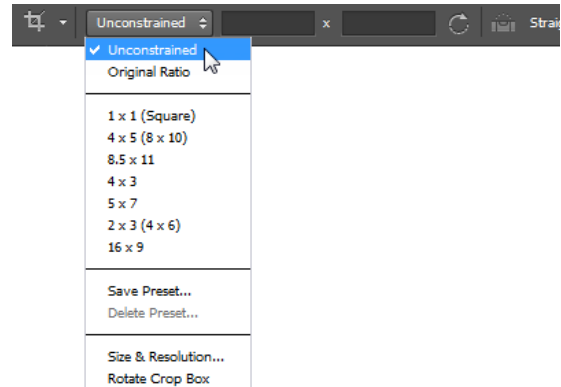 Unconstrained x Straig
Unconstrained
Original Ratio
1 x 1 (Square)
4 x 5 (8 x 10)
8.5 x 11
4 x 3
5 x 7
2 x 3 (4 x 6)
16 x 9
Save Preset...
Delete Preset...
Size & Resolution...
Rotate Crop Box